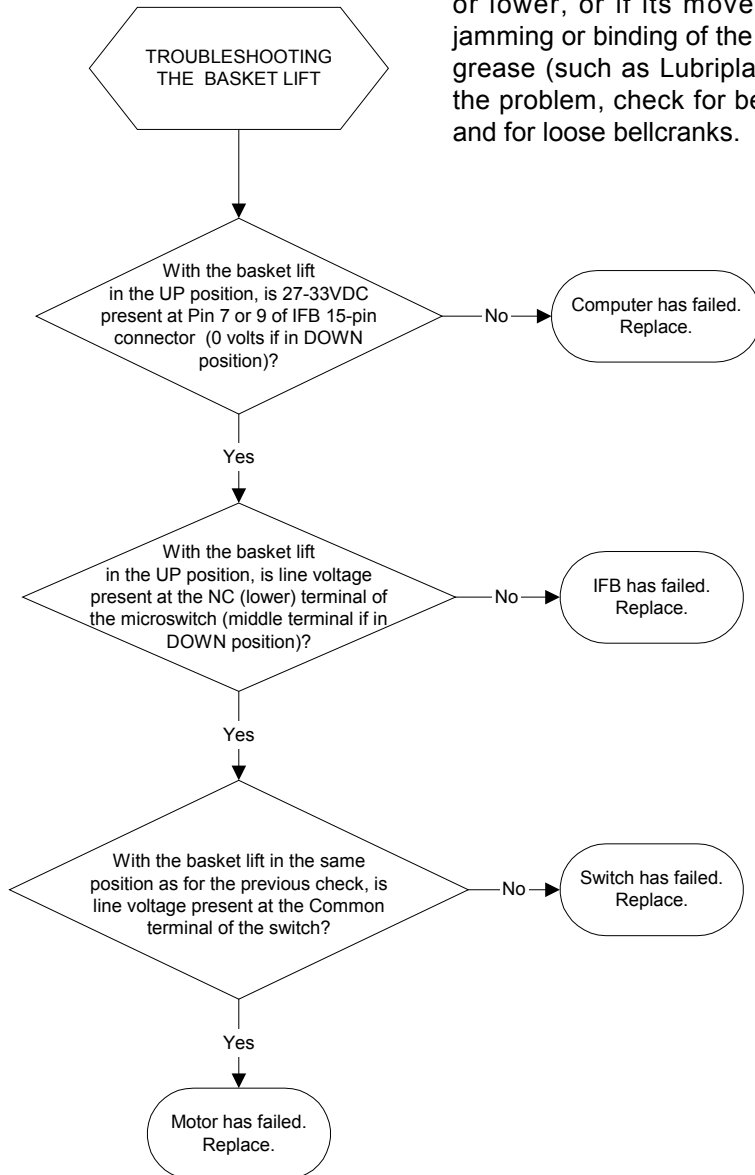 or lower, or if its move
jamming or binding of the
grease (such as Lubripla
the problem, check for be
and for loose bellcranks.
TROUBLESHOOTING
THE BASKET LIFT
With the basket lift
in the UP position, is 27-33VDC
present at Pin 7 or 9 of IFB 15-pin
connector (0 volts if in DOWN
position)?
No
Computer has failed.
Replace.
Yes
With the basket lift
in the UP position, is line voltage
present at the NC (lower) terminal of
the microswitch (middle terminal if in
DOWN position)?
No
IFB has failed.
Replace.
Yes
With the basket lift in the same
position as for the previous check, is
line voltage present at the Common
terminal of the switch?
No
Switch has failed.
Replace.
Yes
Motor has failed.
Replace.